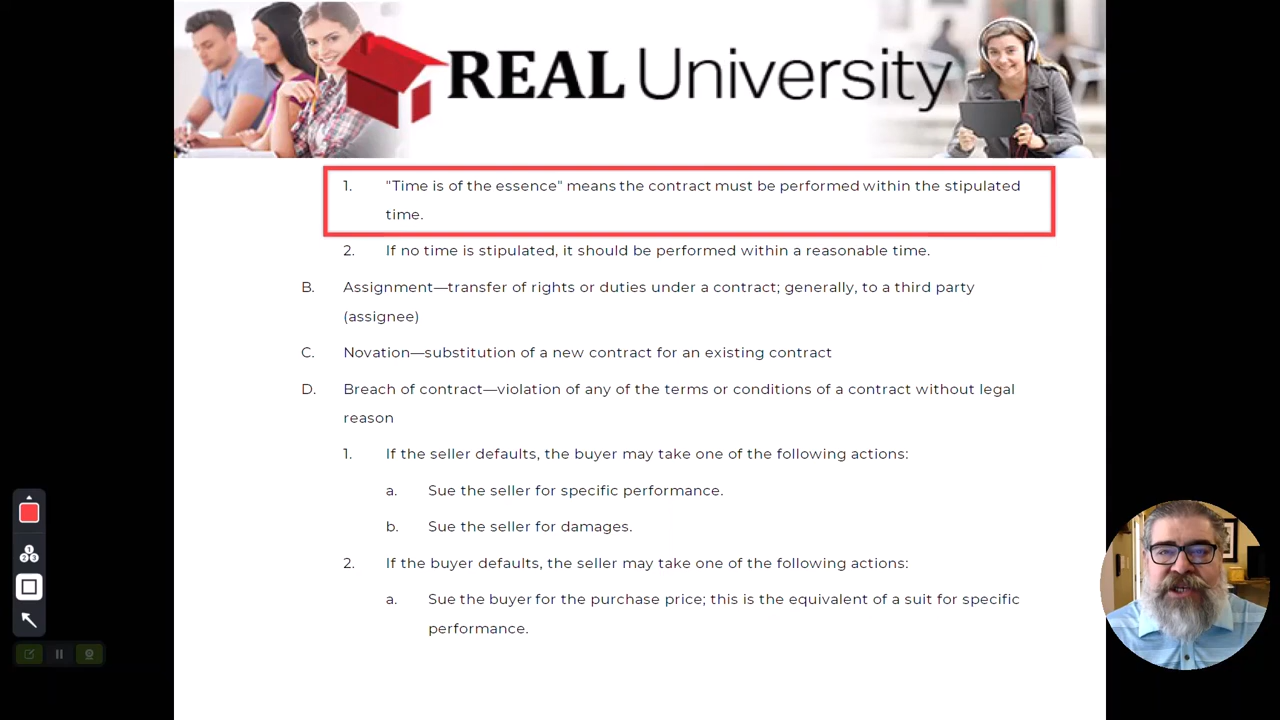 REAL University
1. "Time is of the essence" means the contract must be performed within the stipulated
time.
2. If no time is stipulated, it should be performed within a reasonable time.
B. Assignment—transfer of rights or duties under a contract; generally, to a third party
(assignee)
C. Novation—substitution of a new contract for an existing contract
D. Breach of contract—violation of any of the terms or conditions of a contract without legal
reason
1. If the seller defaults, the buyer may take one of the following actions:
a. Sue the seller for specific performance.
b. Sue the seller for damages.
2. If the buyer defaults, the seller may take one of the following actions:
a. Sue the buyer for the purchase price; this is the equivalent of a suit for specific
performance.